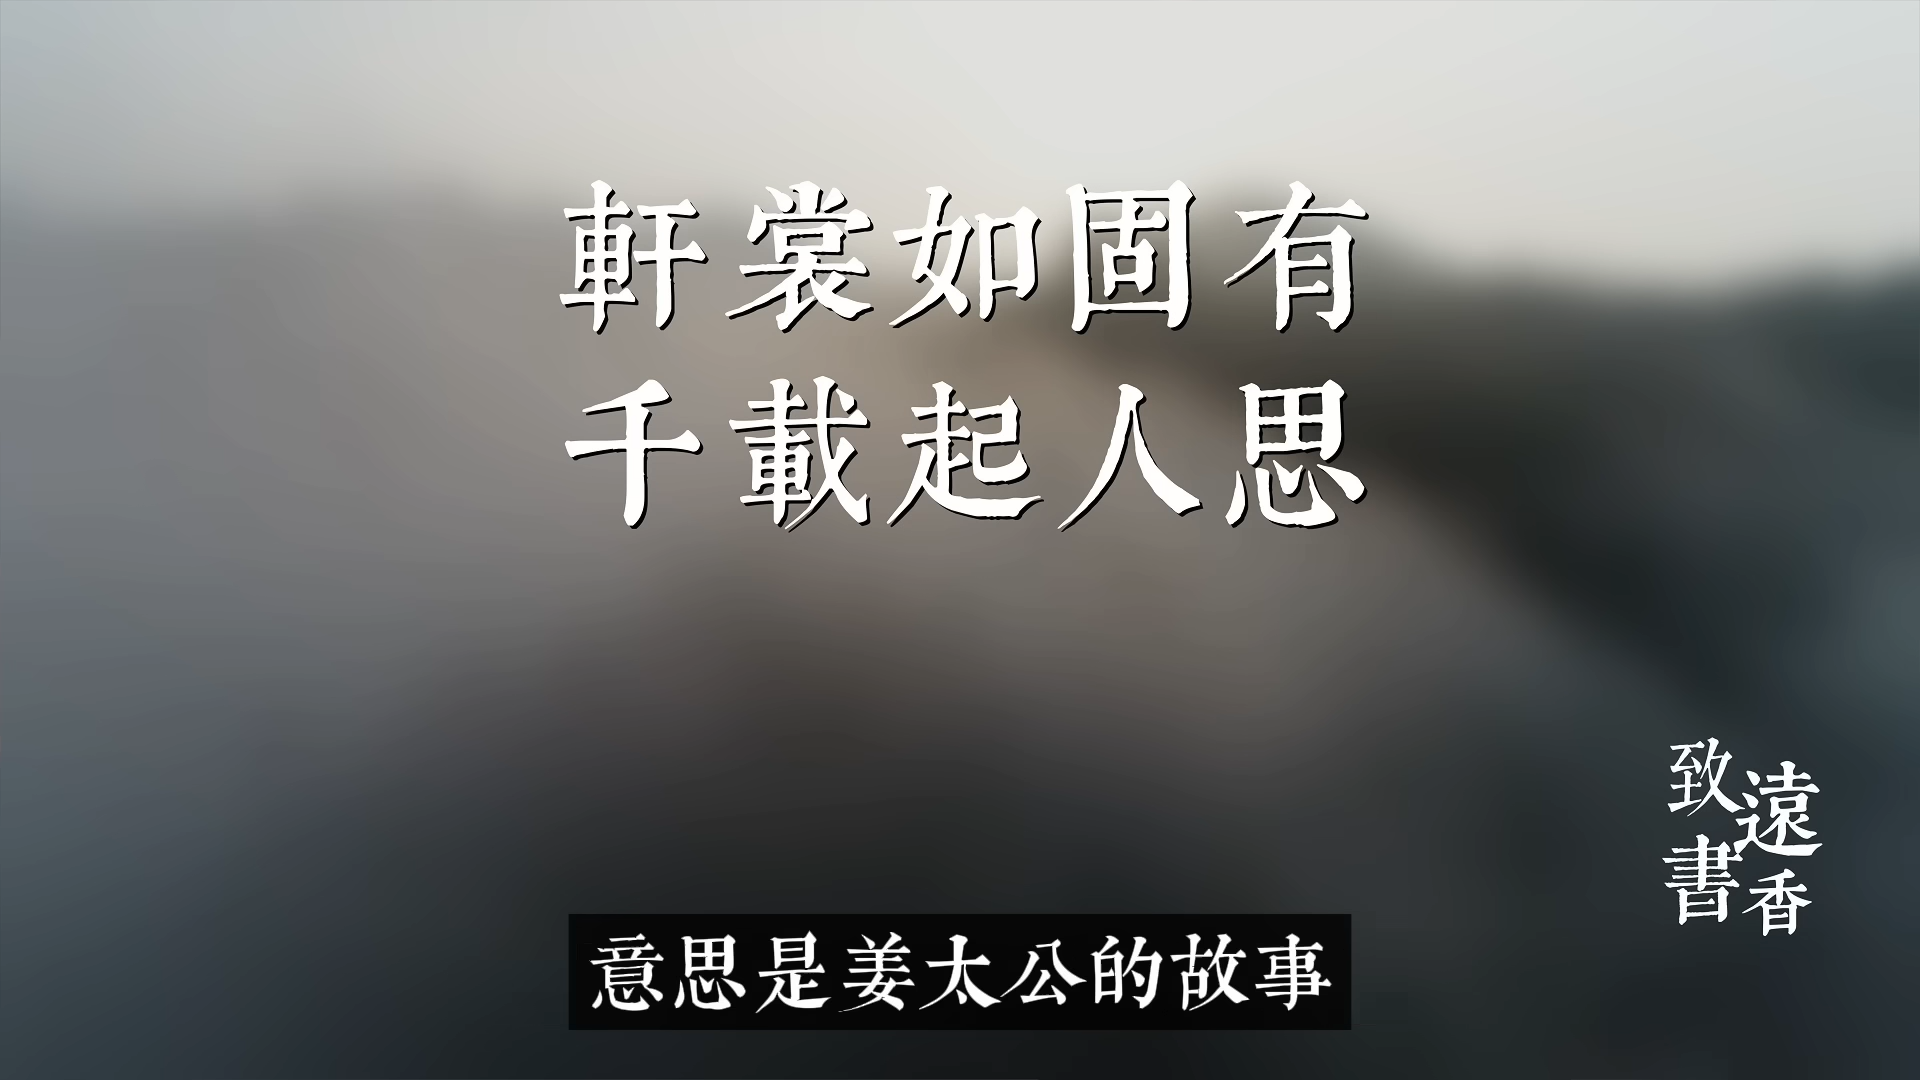 軒裳如固有
千載起人思
致遠
書香
意思是姜太公的故事